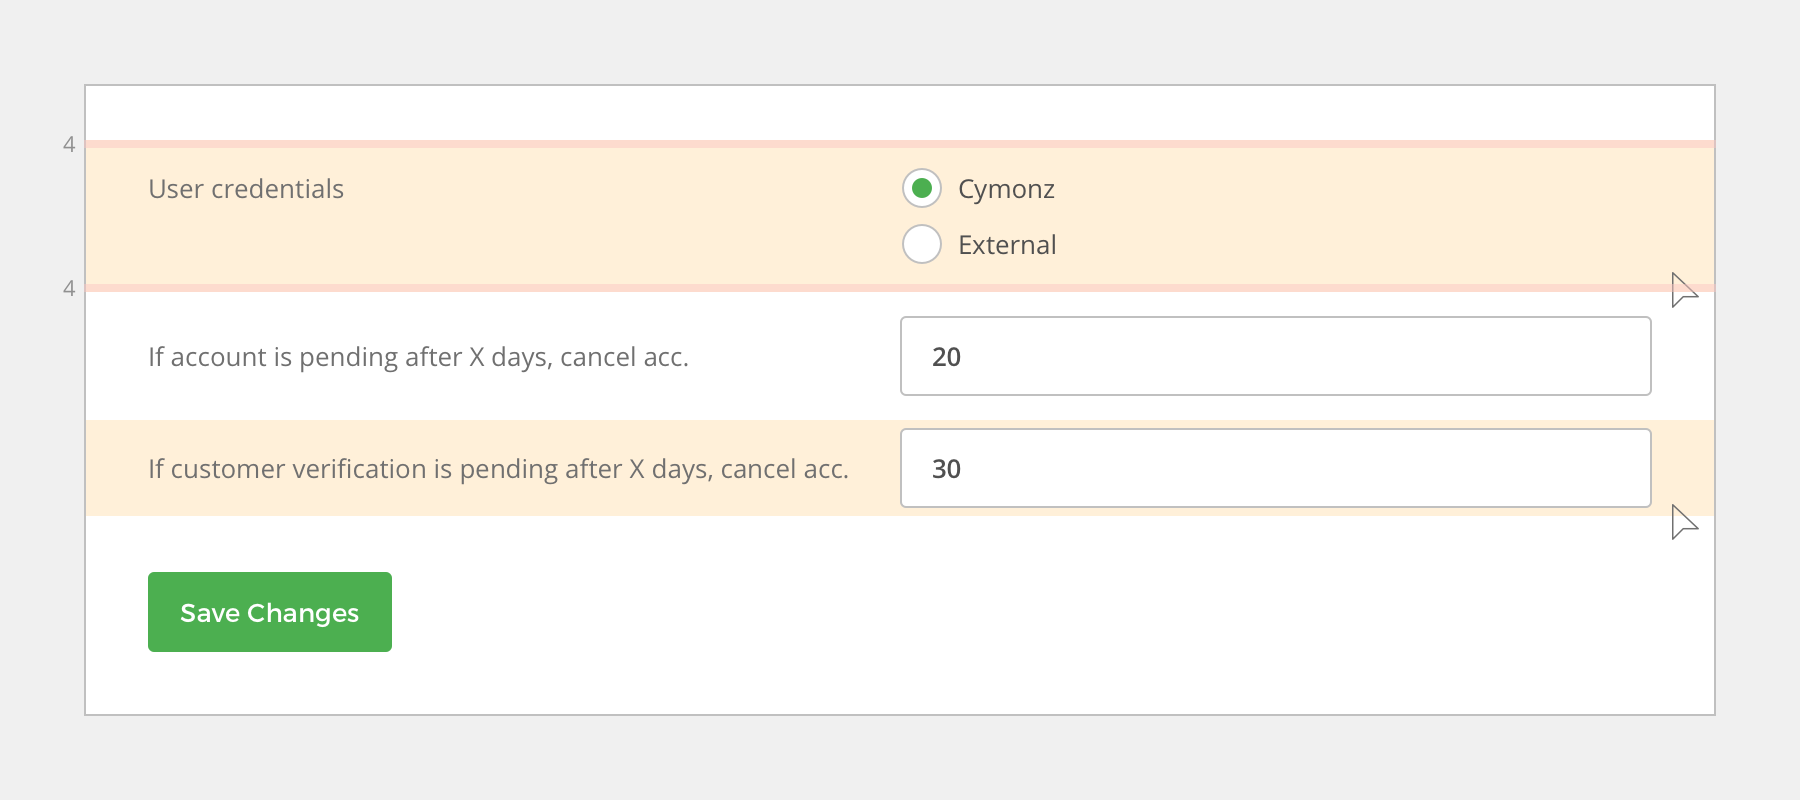 4
User credentials
Cymonz
External
4
If account is pending after X days, cancel acc.
20
If customer verification is pending after X days, cancel acc.
30
Save Changes